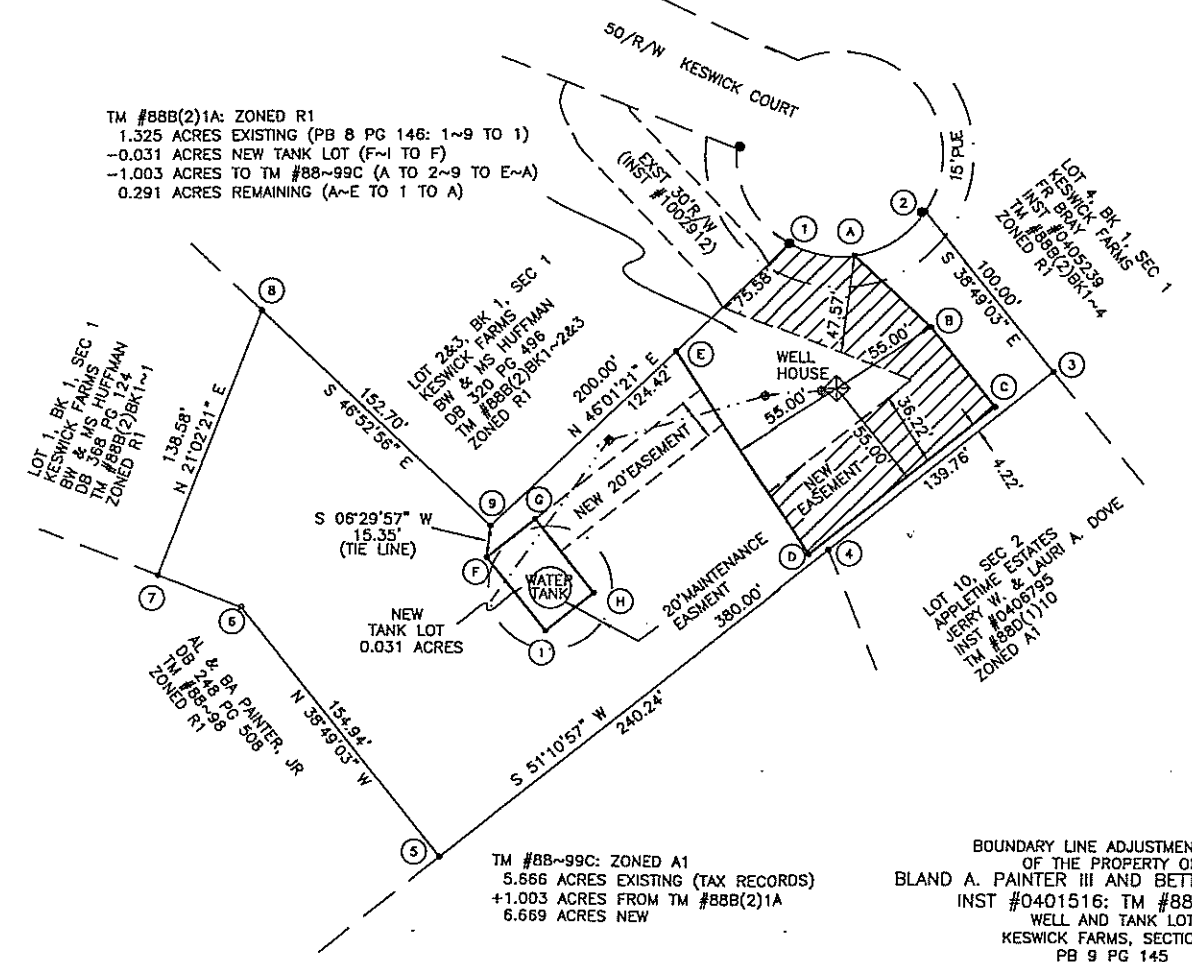 50/R/W KESWICK COURT
TM #88B(2)1A: ZONED R1
1.325 ACRES EXISTING (PB 8 PG 146: 1~9 TO 1)
-0.031 ACRES NEW TANK LOT (F~I TO F)
-1.003 ACRES TO TM #88~99C (A TO 2~9 TO E~A)
0.291 ACRES REMAINING (A~E TO 1 TO A)
EXST 30'R/W
(INST #1002912)
15'PUE
LOT 4, BK 1, SEC 1
KESWICK FARMS
FR BRAY
INST #0405239
TM #88B(2)BK1~4
ZONED R1
2
1
A
S 38°49'03" E
100.00'
8
LOT 1, BK 1, SEC 1
KESWICK FARMS
BW & MS HUFFMAN
DB 368 PG 124
TM #88B(2)BK1~1
ZONED R1
N 21°02'21" E
138.58'
152.70'
S 46°52'56" E
LOT 2&3, BK 1, SEC 1
KESWICK FARMS
BW & MS HUFFMAN
DB 320 PG 496
TM #88B(2)BK1~2&3
ZONED R1
75.58'
47.57'
B
55.00'
E
WELL
HOUSE
200.00'
N 45°01'21" E
124.42'
3
C
36.22'
55.00'
55.00'
139.76'
4.22'
NEW
EASEMENT
NEW 20'EASEMENT
9
G
S 06°29'57" W
15.35'
(TIE LINE)
F
WATER
TANK
H
D
4
7
6
NEW
TANK LOT
0.031 ACRES
I
20'MAINTENANCE
EASMENT
380.00'
LOT 10, SEC 2
APPLETIME ESTATES
JERRY W. & LAURI A. DOVE
INST #0406795
TM #88D(1)10
ZONED A1
AL & BA PAINTER, JR
DB 248 PG 508
TM #88~98
ZONED R1
154.94'
N 38°49'03" W
S 51°10'57" W
240.24'
5
TM #88~99C: ZONED A1
5.666 ACRES EXISTING (TAX RECORDS)
+1.003 ACRES FROM TM #88B(2)1A
6.669 ACRES NEW
BOUNDARY LINE ADJUSTMEN
OF THE PROPERTY O
BLAND A. PAINTER III AND BETT
INST #0401516: TM #88
WELL AND TANK LOT
KESWICK FARMS, SECTIO
PB 9 PG 145